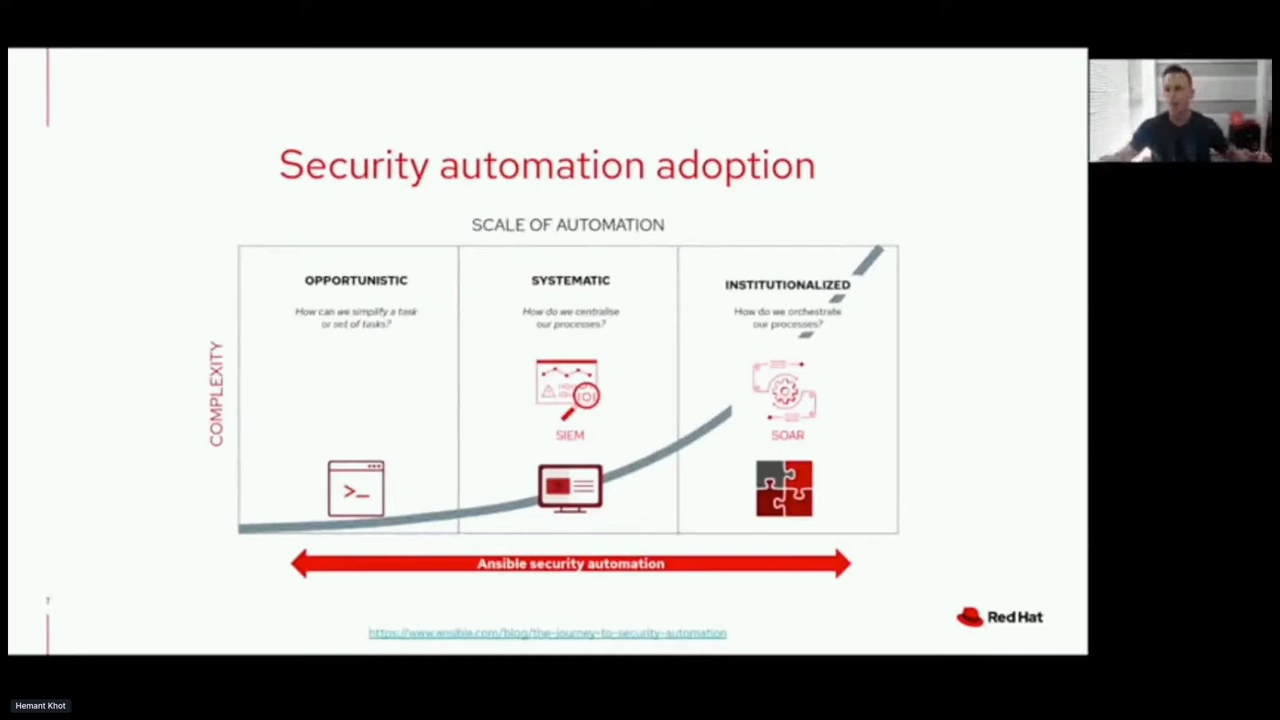 Security automation adoption
SCALE OF AUTOMATION
COMPLEXITY
OPPORTUNISTIC
How can we simplify a task
or set of tasks?
SYSTEMATIC
How do we centralise
our processes?
SIEM
INSTITUTIONALIZED
How do we orchestrate
our processes?
SOAR
>_
Ansible security automation
7
https://www.ansible.com/blog/the-journey-to-security-automation
Red Hat
Hemant Khot